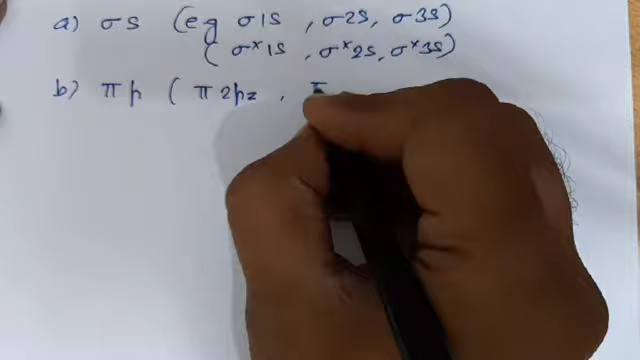 a) σs (eg σ1s , σ2s, σ3s)
( σ*1s , σ*2s, σ*3s)
b) πp ( π2pz ,